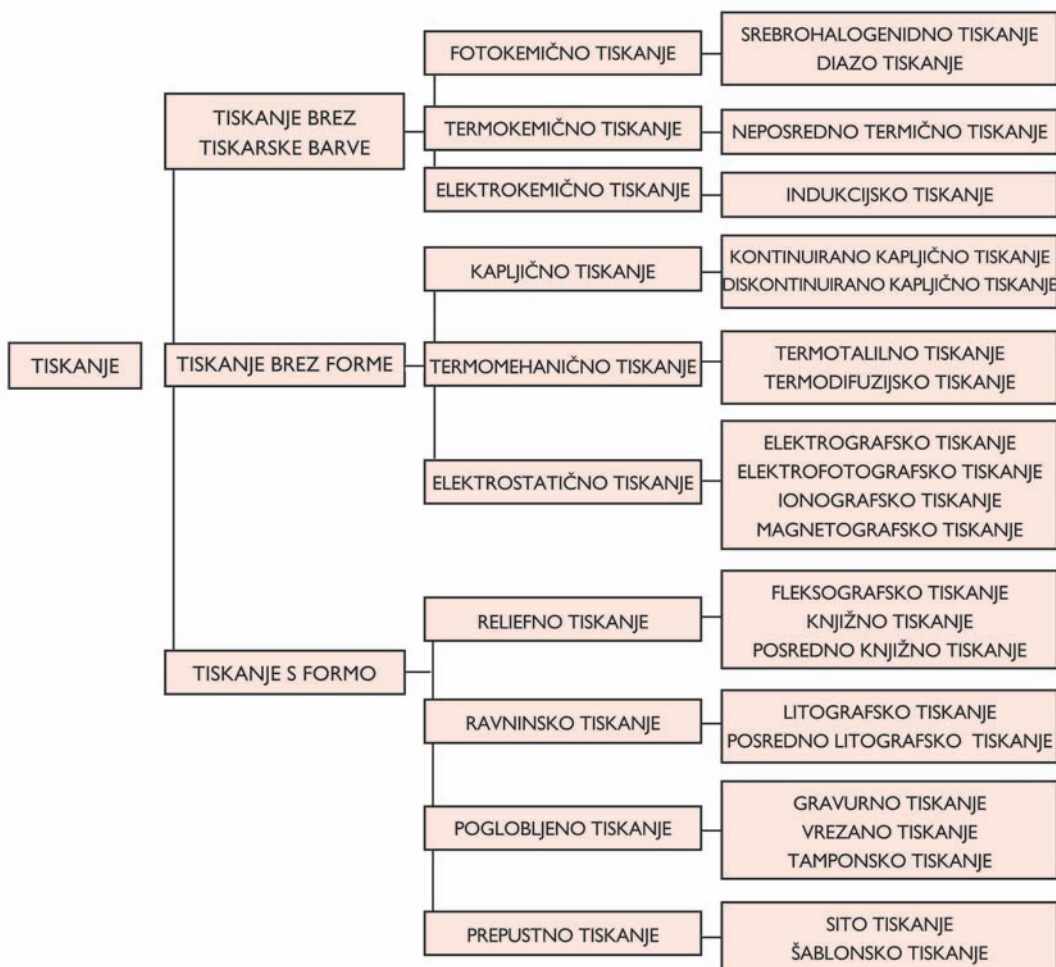 TISKANJE
TISKANJE BREZ
TISKARSKE BARVE
FOTOKEMIČNO TISKANJE
SREBROHALOGENIDNO TISKANJE
DIAZO TISKANJE
TERMOKEMIČNO TISKANJE
NEPOSREDNO TERMIČNO TISKANJE
ELEKTROKEMIČNO TISKANJE
INDUKCIJSKO TISKANJE
TISKANJE BREZ FORME
KAPLJIČNO TISKANJE
KONTINUIRANO KAPLJIČNO TISKANJE
DISKONTINUIRANO KAPLJIČNO TISKANJE
TERMOMEHANIČNO TISKANJE
TERMOTALILNO TISKANJE
TERMODIFUZIJSKO TISKANJE
ELEKTROSTATIČNO TISKANJE
ELEKTROGRAFSKO TISKANJE
ELEKTROFOTOGRAFSKO TISKANJE
IONOGRAFSKO TISKANJE
MAGNETOGRAFSKO TISKANJE
TISKANJE S FORMO
RELIEFNO TISKANJE
FLEKSOGRAFSKO TISKANJE
KNJIŽNO TISKANJE
POSREDNO KNJIŽNO TISKANJE
RAVNINSKO TISKANJE
LITOGRAFSKO TISKANJE
POSREDNO LITOGRAFSKO TISKANJE
POGLOBLJENO TISKANJE
GRAVURNO TISKANJE
VREZANO TISKANJE
TAMPONSKO TISKANJE
PREPUSTNO TISKANJE
SITO TISKANJE
ŠABLONSKO TISKANJE